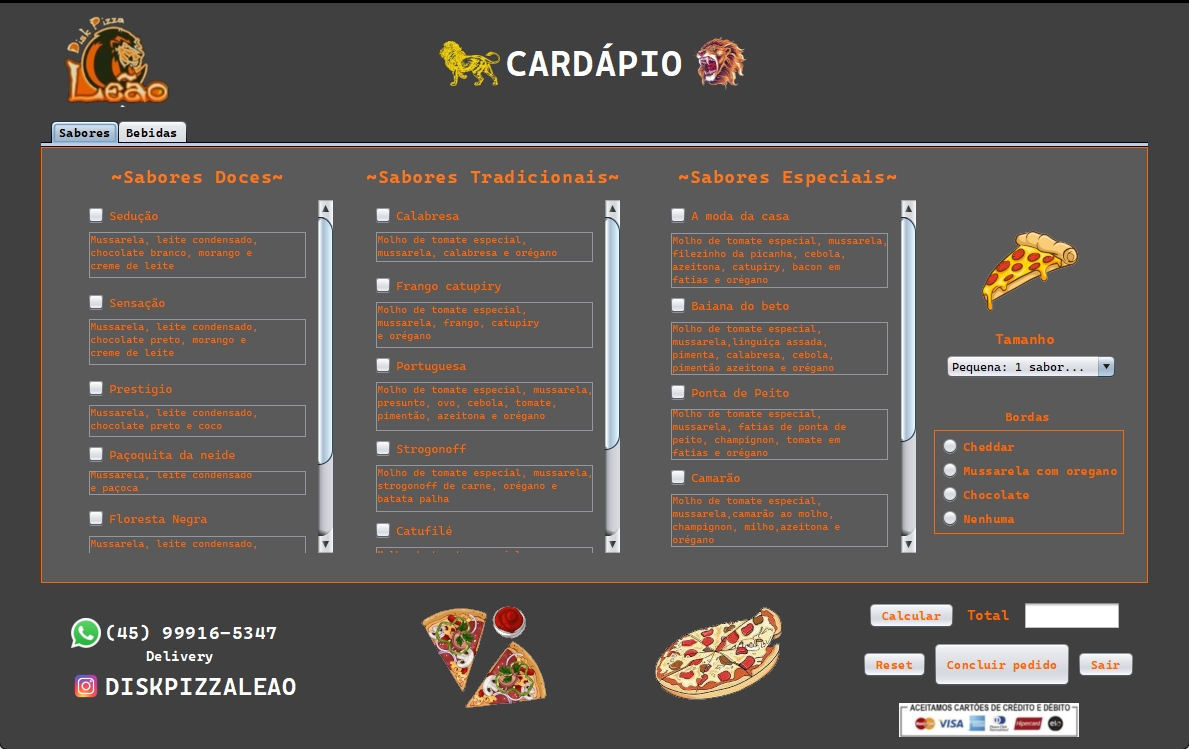 Disk Pizza
Leão
CARDÁPIO
Sabores
Bebidas
~Sabores Doces~
Sedução
Mussarela, leite condensado,
chocolate branco, morango e
creme de leite
Sensação
Mussarela, leite condensado,
chocolate preto, morango e
creme de leite
Prestigio
Mussarela, leite condensado,
chocolate preto e coco
Paçoquita da neide
Mussarela, leite condensado
e paçoca
Floresta Negra
Mussarela, leite condensado,
~Sabores Tradicionais~
Calabresa
Molho de tomate especial,
mussarela, calabresa e orégano
Frango catupiry
Molho de tomate especial,
mussarela, frango, catupiry
e orégano
Portuguesa
Molho de tomate especial, mussarela,
presunto, ovo, cebola, tomate,
pimentão, azeitona e orégano
Strogonoff
Molho de tomate especial, mussarela,
strogonoff de carne, orégano e
batata palha
Catufilé
~Sabores Especiais~
A moda da casa
Molho de tomate especial, mussarela,
filezinho da picanha, cebola,
azeitona, catupiry, bacon em
fatias e orégano
Baiana do beto
Molho de tomate especial,
mussarela,linguiça assada,
pimenta, calabresa, cebola,
pimentão azeitona e orégano
Ponta de Peito
Molho de tomate especial,
mussarela, fatias de ponta de
peito, champignon, tomate em
fatias e orégano
Camarão
Molho de tomate especial,
mussarela,camarão ao molho,
champignon, milho,azeitona e
orégano
Tamanho
Pequena: 1 sabor...
Bordas
Cheddar
Mussarela com oregano
Chocolate
Nenhuma
(45) 99916-5347
Delivery
DISKPIZZALEAO
Calcular
Total
Reset
Concluir pedido
Sair
ACEITAMOS CARTÕES DE CRÉDITO E DÉBITO
VISA
Hipercard
elo